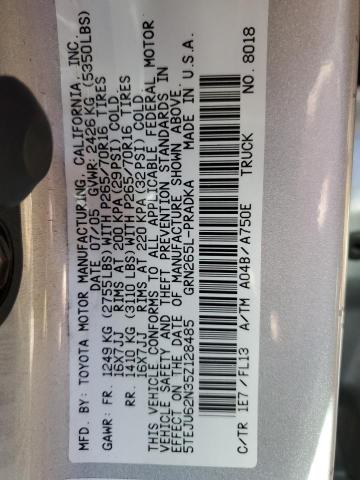 MFD. BY: TOYOTA MOTOR MANUFACTURING, CALIFORNIA, INC.
DATE 07/05 GVWR: 2426 KG (5350LBS)
GAWR: FR. 1249 KG (2755 LBS) WITH P265/70R16 TIRES
16X7JJ RIMS AT 200 KPA (29PSI) COLD.
RR. 1410 KG (3110 LBS) WITH P265/70R16 TIRES
16X7JJ RIMS AT 220 KPA (32PSI) COLD.
THIS VEHICLE CONFORMS TO ALL APPLICABLE FEDERAL MOTOR
VEHICLE SAFETY AND THEFT PREVENTION STANDARDS IN
EFFECT ON THE DATE OF MANUFACTURE SHOWN ABOVE.
5TEJU62N35Z128485 GRN265L-PRADKA MADE IN U.S.A.
TRUCK
C/TR 1E7 / FL13 A/TM A04B/A750E NO. 8018